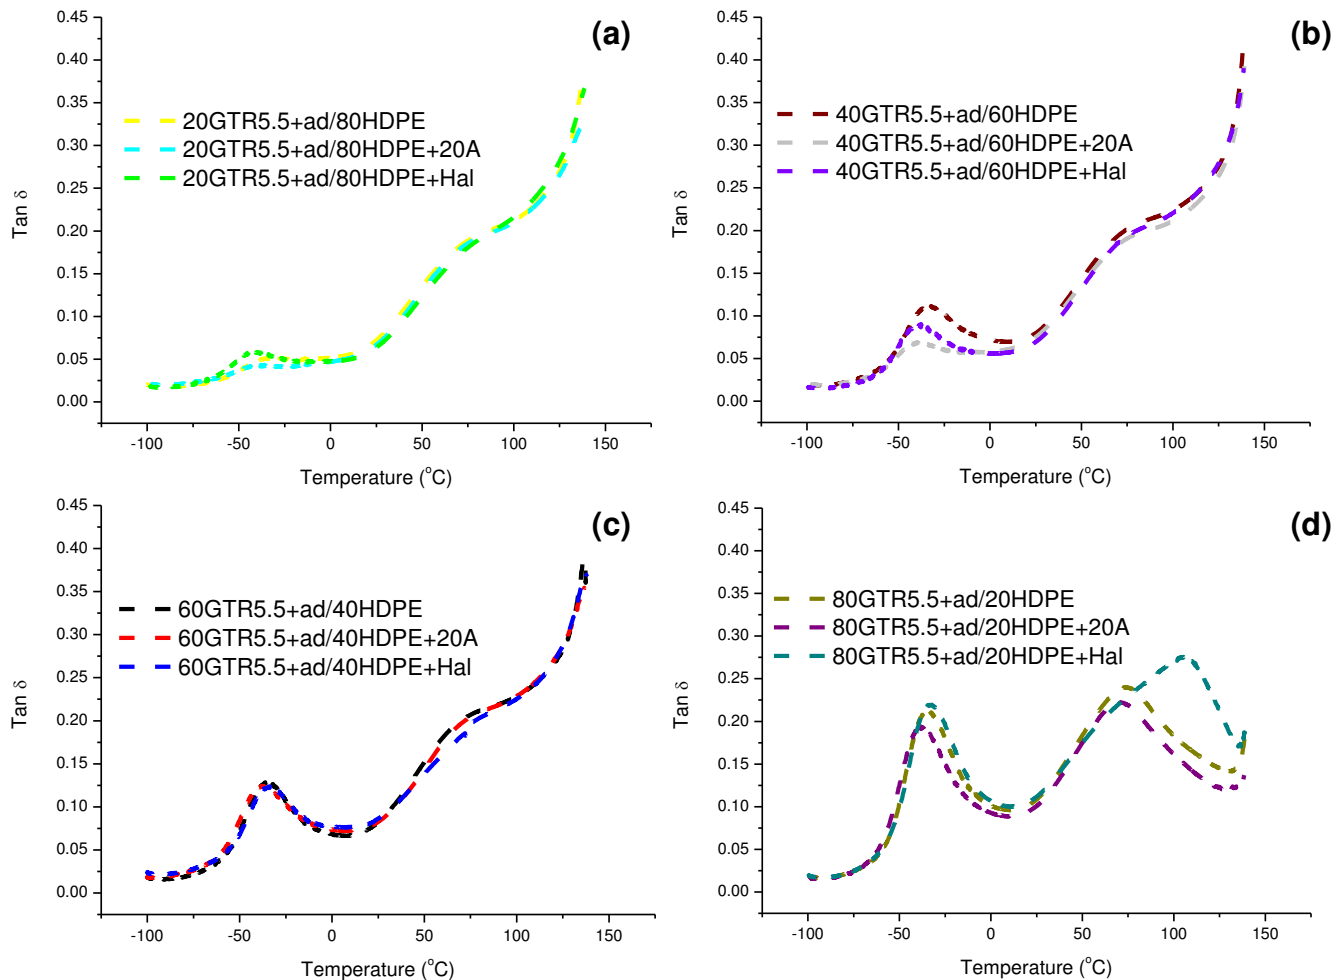 (a)
0.45
0.40
0.35
0.30
0.25
0.20
0.15
0.10
0.05
0.00
Tan δ
20GTR5.5+ad/80HDPE
20GTR5.5+ad/80HDPE+20A
20GTR5.5+ad/80HDPE+Hal
-100 -50 0 50 100 150
Temperature (°C)
(b)
0.45
0.40
0.35
0.30
0.25
0.20
0.15
0.10
0.05
0.00
Tan δ
40GTR5.5+ad/60HDPE
40GTR5.5+ad/60HDPE+20A
40GTR5.5+ad/60HDPE+Hal
-100 -50 0 50 100 150
Temperature (°C)
(c)
0.45
0.40
0.35
0.30
0.25
0.20
0.15
0.10
0.05
0.00
Tan δ
60GTR5.5+ad/40HDPE
60GTR5.5+ad/40HDPE+20A
60GTR5.5+ad/40HDPE+Hal
-100 -50 0 50 100 150
Temperature (°C)
(d)
0.45
0.40
0.35
0.30
0.25
0.20
0.15
0.10
0.05
0.00
Tan δ
80GTR5.5+ad/20HDPE
80GTR5.5+ad/20HDPE+20A
80GTR5.5+ad/20HDPE+Hal
-100 -50 0 50 100 150
Temperature (°C)